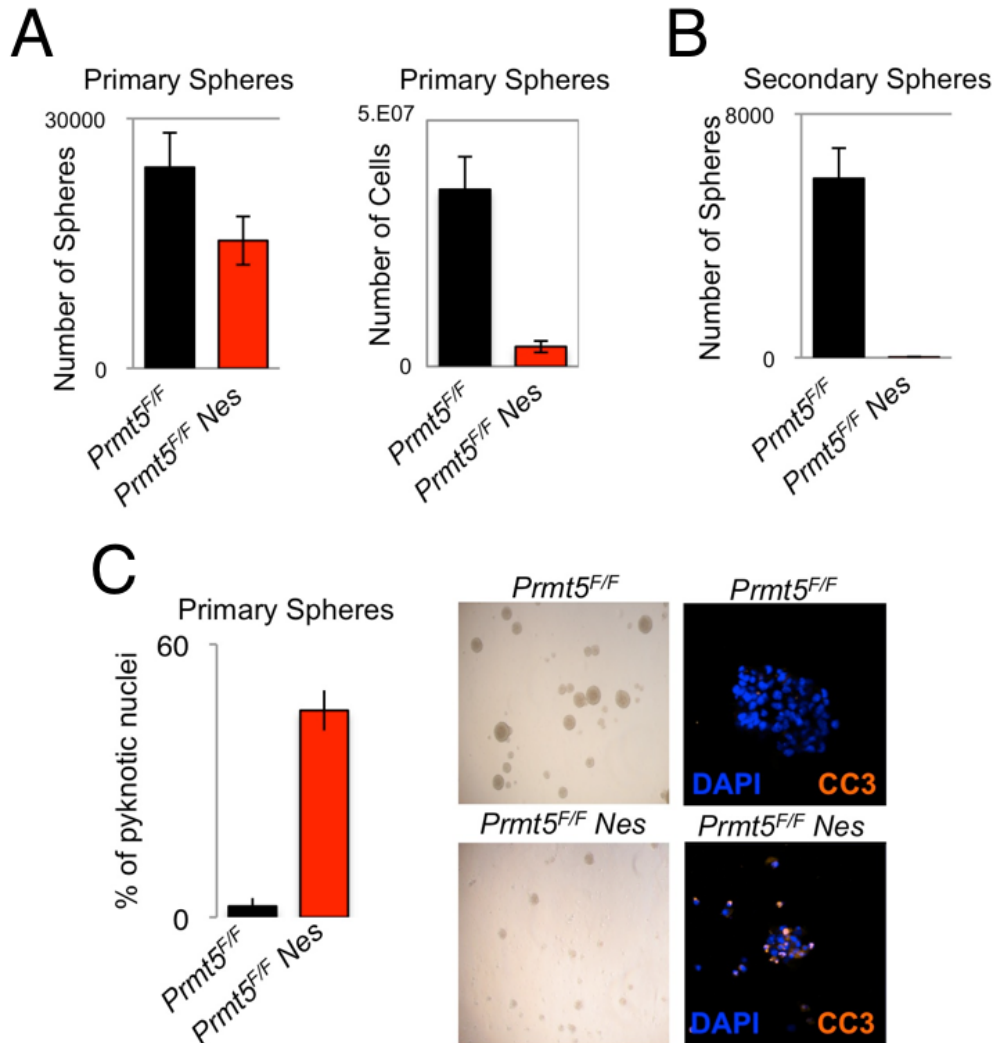 A
Primary Spheres
30000
Number of Spheres
0
Prmt5F/F
Prmt5F/F Nes
Primary Spheres
5.E07
Number of Cells
0
Prmt5F/F
Prmt5F/F Nes
B
Secondary Spheres
8000
Number of Spheres
0
Prmt5F/F
Prmt5F/F Nes
C
Primary Spheres
60
% of pyknotic nuclei
0
Prmt5F/F
Prmt5F/F Nes
Prmt5F/F
Prmt5F/F
DAPI CC3
Prmt5F/F Nes
Prmt5F/F Nes
DAPI CC3